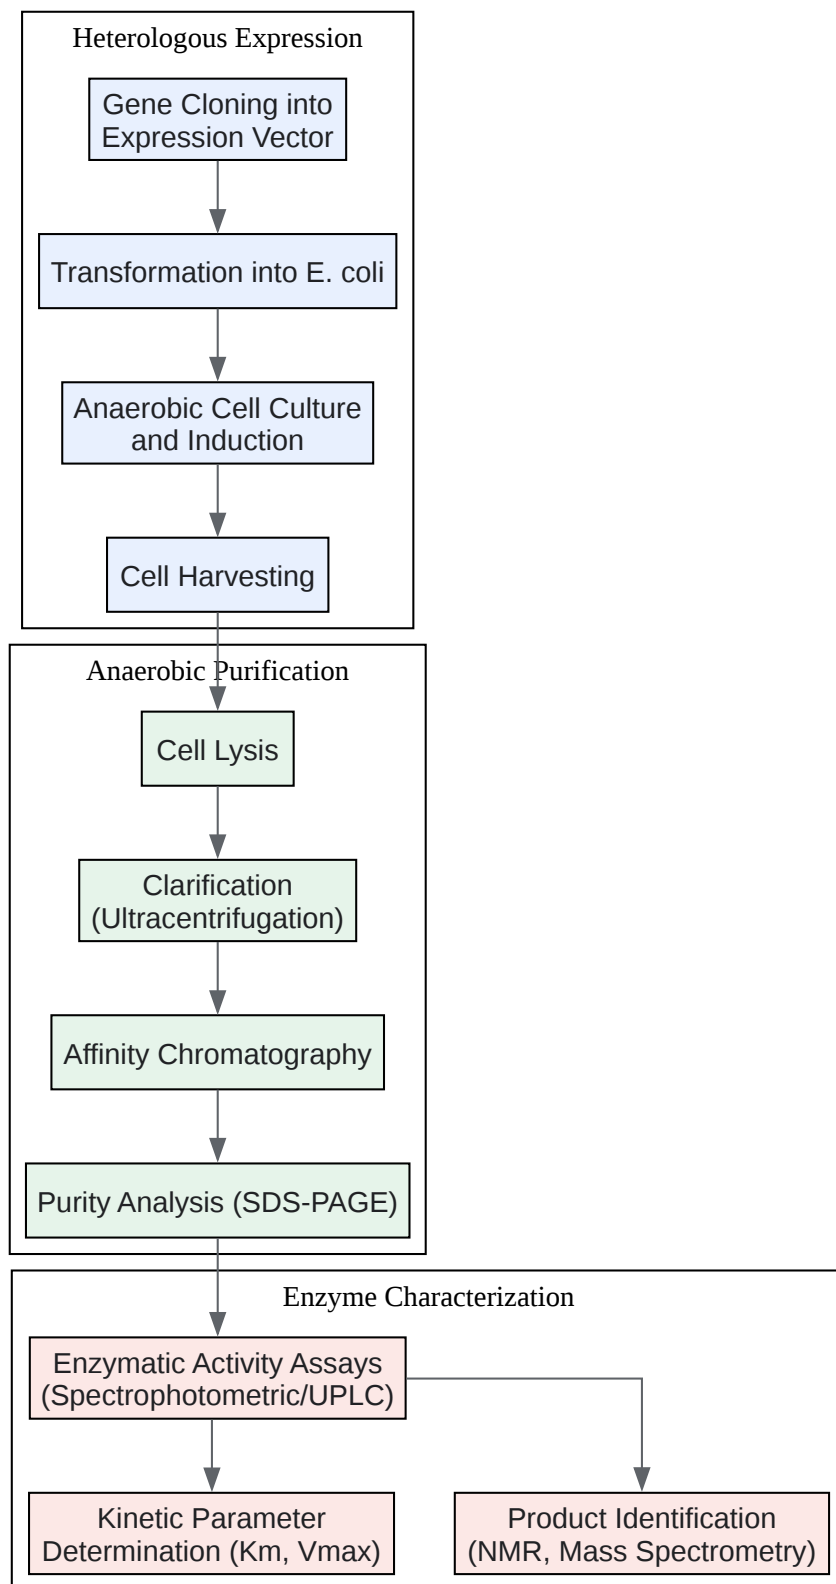 Heterologous Expression
Gene Cloning into
Expression Vector
Transformation into E. coli
Anaerobic Cell Culture
and Induction
Cell Harvesting
Anaerobic Purification
Cell Lysis
Clarification
(Ultracentrifugation)
Affinity Chromatography
Purity Analysis (SDS-PAGE)
Enzyme Characterization
Enzymatic Activity Assays
(Spectrophotometric/UPLC)
Kinetic Parameter
Determination (Km, Vmax)
Product Identification
(NMR, Mass Spectrometry)